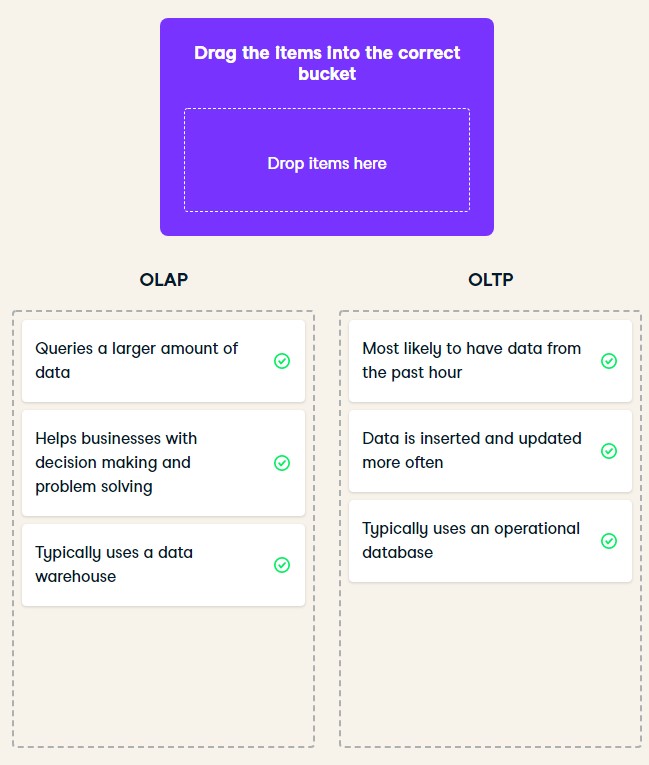 Drag the items into the correct
bucket
Drop items here
OLAP
Queries a larger amount of
data
Helps businesses with
decision making and
problem solving
Typically uses a data
warehouse
OLTP
Most likely to have data from
the past hour
Data is inserted and updated
more often
Typically uses an operational
database